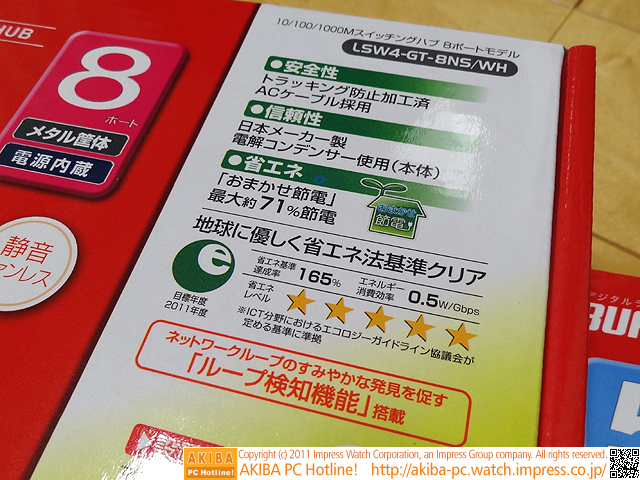 HUB
8
ポート
メタル筐体
電源内蔵
静音
ンレス
10/100/1000Mスイッチングハブ 8ポートモデル
LSW4-GT-8NS/WH
●安全性
トラッキング防止加工済
ACケーブル採用
●信頼性
日本メーカー製
電解コンデンサー使用(本体)
●省エネ
「おまかせ節電」
最大約71%節電
おまかせ
節電
地球に優しく省エネ法基準クリア
e
目標年度
2011年度
省エネ基準
達成率
165%
エネルギー
消費効率
0.5W/Gbps
省エネ
レベル
★★★★★
※ICT分野におけるエコロジーガイドライン協議会が
定める基準に準拠
ネットワークループのすみやかな発見を促す
「ループ検知機能」搭載
デジタル
BUF
AKIBA
PC Hotline!
Copyright (c) 2011 Impress Watch Corporation, an Impress Group company. All rights reserved.
AKIBA PC Hotline! http://akiba-pc.watch.impress.co.jp/